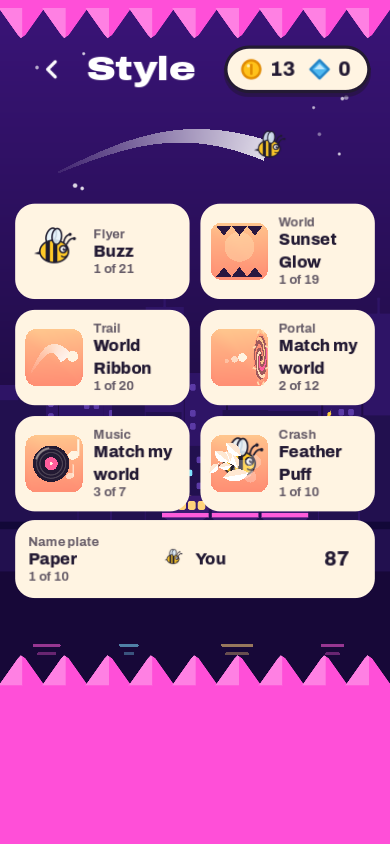 Style
13
0
Flyer
Buzz
1 of 21
World
Sunset
Glow
1 of 19
Trail
World
Ribbon
1 of 20
Portal
Match my
world
2 of 12
Music
Match my
world
3 of 7
Crash
Feather
Puff
1 of 10
Name plate
Paper
1 of 10
You
87